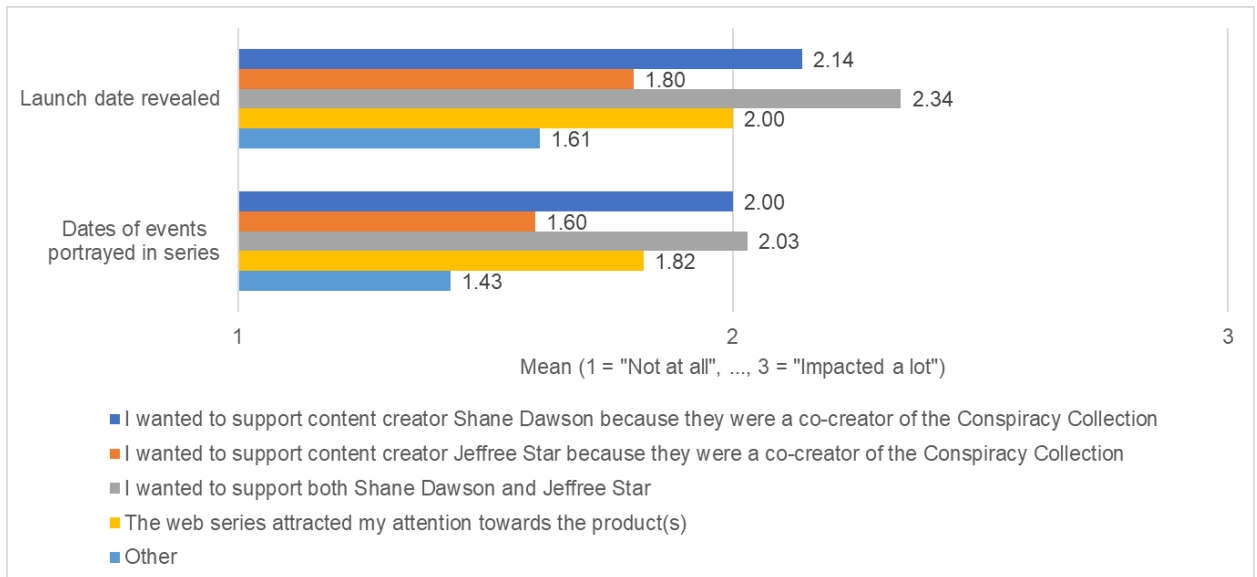 Launch date revealed
2.14
1.80
2.34
2.00
1.61
Dates of events
portrayed in series
2.00
1.60
2.03
1.82
1.43
1 2 3
Mean (1 = "Not at all", ..., 3 = "Impacted a lot")
I wanted to support content creator Shane Dawson because they were a co-creator of the Conspiracy Collection
I wanted to support content creator Jeffree Star because they were a co-creator of the Conspiracy Collection
I wanted to support both Shane Dawson and Jeffree Star
The web series attracted my attention towards the product(s)
Other